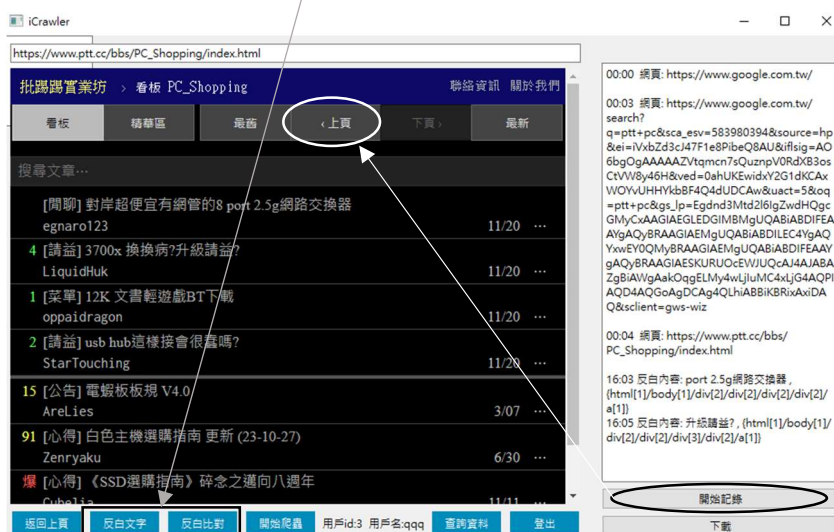 iCrawler
https://www.ptt.cc/bbs/PC_Shopping/index.html
批踢踢實業坊 › 看板 PC_Shopping 聯絡資訊 關於我們
看板 精華區 最舊 ‹ 上頁 下頁 › 最新
搜尋文章…
[閒聊] 對岸超便宜有網管的8 port 2.5g網路交換器
egnaro123 11/20 ⋯
4 [請益] 3700x 換換病?升級請益?
LiquidHuk 11/20 ⋯
1 [菜單] 12K 文書輕遊戲BT下載
oppaidragon 11/20 ⋯
2 [請益] usb hub這樣接會很蠢嗎?
StarTouching 11/20 ⋯
15 [公告] 電蝦板板規 V4.0
AreLies 3/07 ⋯
91 [心得] 白色主機選購指南 更新 (23-10-27)
Zenryaku 6/30 ⋯
爆 [心得] 《SSD選購指南》碎念之邁向八週年
Cubelia 11/11 ⋯
返回上頁 反白文字 反白比對 開始爬蟲 用戶id:3 用戶名:qqq 查詢資料 登出
00:00 網頁: https://www.google.com.tw/
00:03 網頁: https://www.google.com.tw/
search?
q=ptt+pc&sca_esv=583980394&source=hp
&ei=iVxbZd3cJ47F1e8PibeQ8AU&iflsig=AO
6bgOgAAAAAZVtqmcn7sQuznpV0RdXB3os
CtVW8y46H&ved=0ahUKEwidxY2G1dKCAx
WOYvUHHYkbBF4Q4dUDCAw&uact=5&oq
=ptt+pc&gs_lp=Egdnd3Mtd2l6IgZwdHQgc
GMyCxAAGIAEGLEDGIMBMgUQABiABDIFEA
AYgAQyBRAAGIAEMgUQABiABDILEC4YgAQ
YxwEY0QMyBRAAGIAEMgUQABiABDIFEAAY
gAQyBRAAGIAESKURUOcEWJUQcAJ4AJABA
ZgBiAWgAakOqgELMy4wLjIuMC4xLjG4AQPI
AQD4AQGoAgDCAg4QLhiABBiKBRixAxiDA
Q&sclient=gws-wiz
00:04 網頁: https://www.ptt.cc/bbs/
PC_Shopping/index.html
16:03 反白內容: port 2.5g網路交換器 ,
{html[1]/body[1]/div[2]/div[2]/div[2]/div[2]/
a[1]}
16:05 反白內容: 升級請益? , {html[1]/body[1]/
div[2]/div[2]/div[3]/div[2]/a[1]}
開始記錄
下載